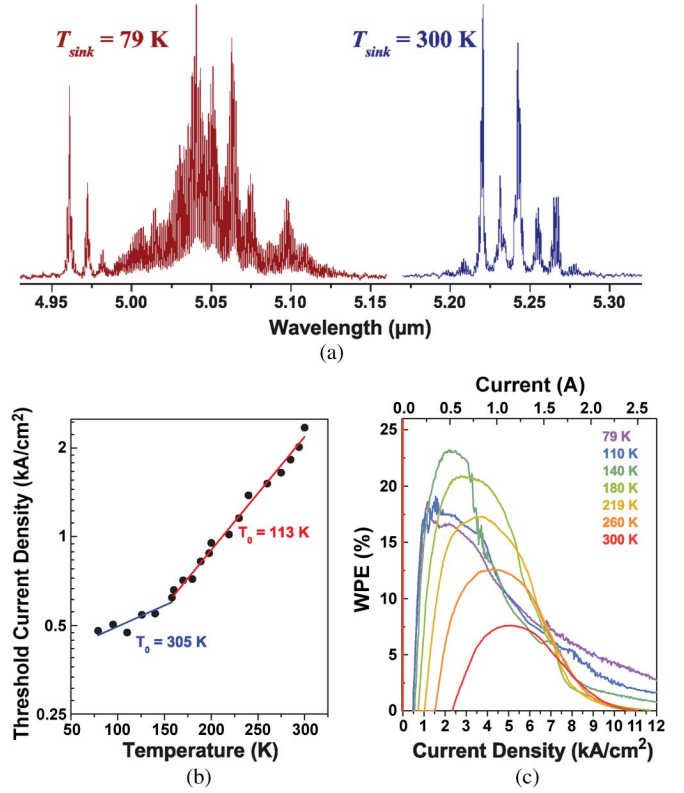 T_sink = 79 K
T_sink = 300 K
4.95 5.00 5.05 5.10 5.15 5.20 5.25 5.30
Wavelength (µm)
(a)
Threshold Current Density (kA/cm²)
2
1
0.5
0.25
T₀ = 113 K
T₀ = 305 K
50 100 150 200 250 300
Temperature (K)
(b)
Current (A)
0.0 0.5 1.0 1.5 2.0 2.5
WPE (%)
25
20
15
10
5
0
79 K
110 K
140 K
180 K
219 K
260 K
300 K
0 1 2 3 4 5 6 7 8 9 10 11 12
Current Density (kA/cm²)
(c)